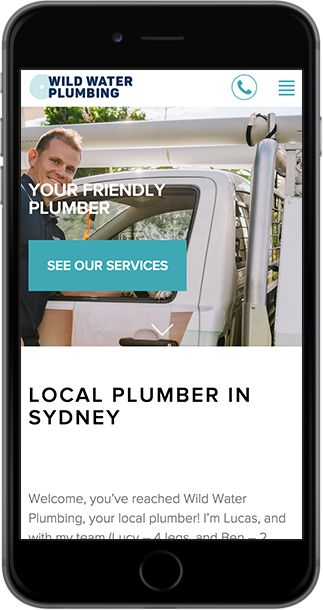 WILD WATER
PLUMBING
YOUR FRIENDLY
PLUMBER
SEE OUR SERVICES
LOCAL PLUMBER IN
SYDNEY
Welcome, you’ve reached Wild Water
Plumbing, your local plumber! I’m Lucas, and
with my team (Lucy – 4 legs, and Ben – 2